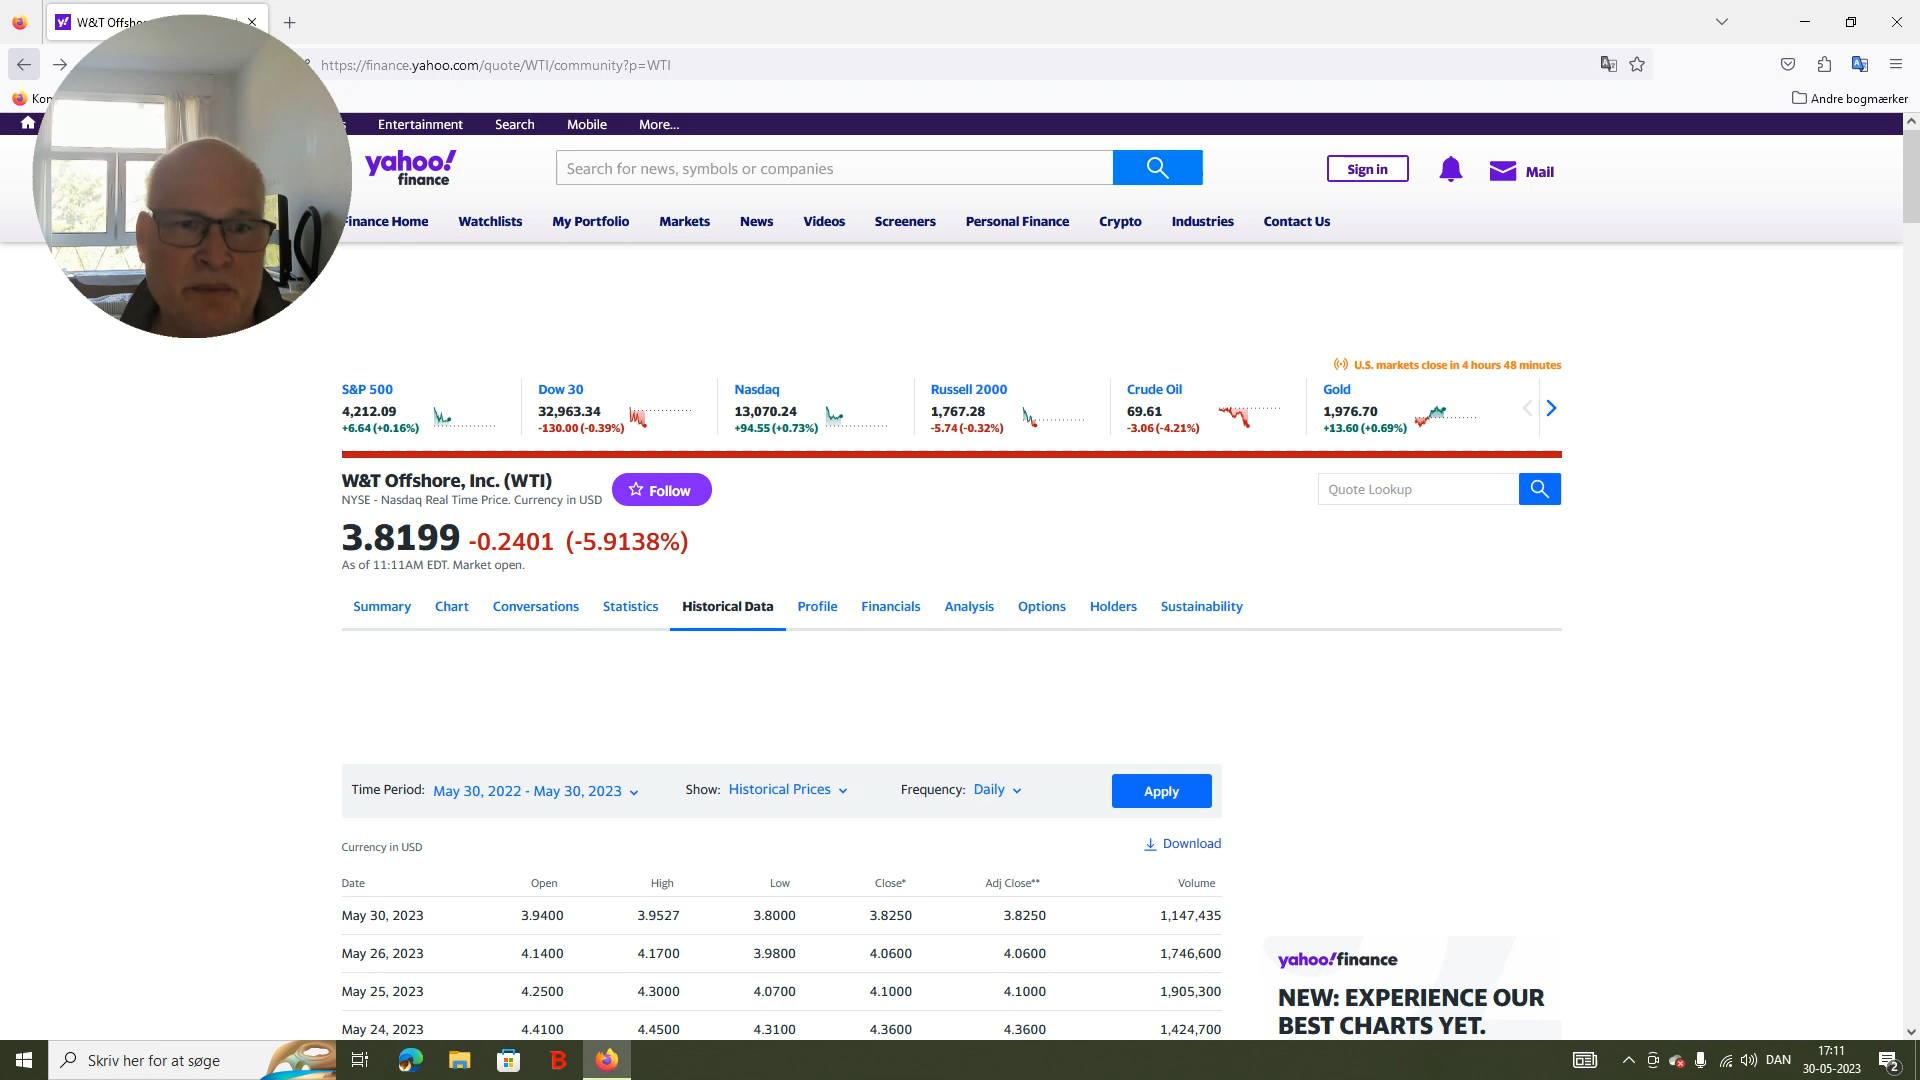 W&T Offsho
https://finance.yahoo.com/quote/WTI/community?p=WTI
Andre bogmærker
Entertainment Search Mobile More...
yahoo!
finance
Search for news, symbols or companies
Sign in
Mail
Finance Home Watchlists My Portfolio Markets News Videos Screeners Personal Finance Crypto Industries Contact Us
U.S. markets close in 4 hours 48 minutes
S&P 500 Dow 30 Nasdaq Russell 2000 Crude Oil Gold
4,212.09 32,963.34 13,070.24 1,767.28 69.61 1,976.70
+6.64 (+0.16%) -130.00 (-0.39%) +94.55 (+0.73%) -5.74 (-0.32%) -3.06 (-4.21%) +13.60 (+0.69%)
W&T Offshore, Inc. (WTI)
Follow
NYSE - Nasdaq Real Time Price. Currency in USD
Quote Lookup
3.8199 -0.2401 (-5.9138%)
As of 11:11AM EDT. Market open.
Summary Chart Conversations Statistics Historical Data Profile Financials Analysis Options Holders Sustainability
Time Period: May 30, 2022 - May 30, 2023 Show: Historical Prices Frequency: Daily Apply
Currency in USD Download
Date Open High Low Close* Adj Close** Volume
May 30, 2023 3.9400 3.9527 3.8000 3.8250 3.8250 1,147,435
May 26, 2023 4.1400 4.1700 3.9800 4.0600 4.0600 1,746,600
May 25, 2023 4.2500 4.3000 4.0700 4.1000 4.1000 1,905,300
May 24, 2023 4.4100 4.4500 4.3100 4.3600 4.3600 1,424,700
yahoo!finance
NEW: EXPERIENCE OUR
BEST CHARTS YET.
Skriv her for at søge
DAN
17:11
30-05-2023
2